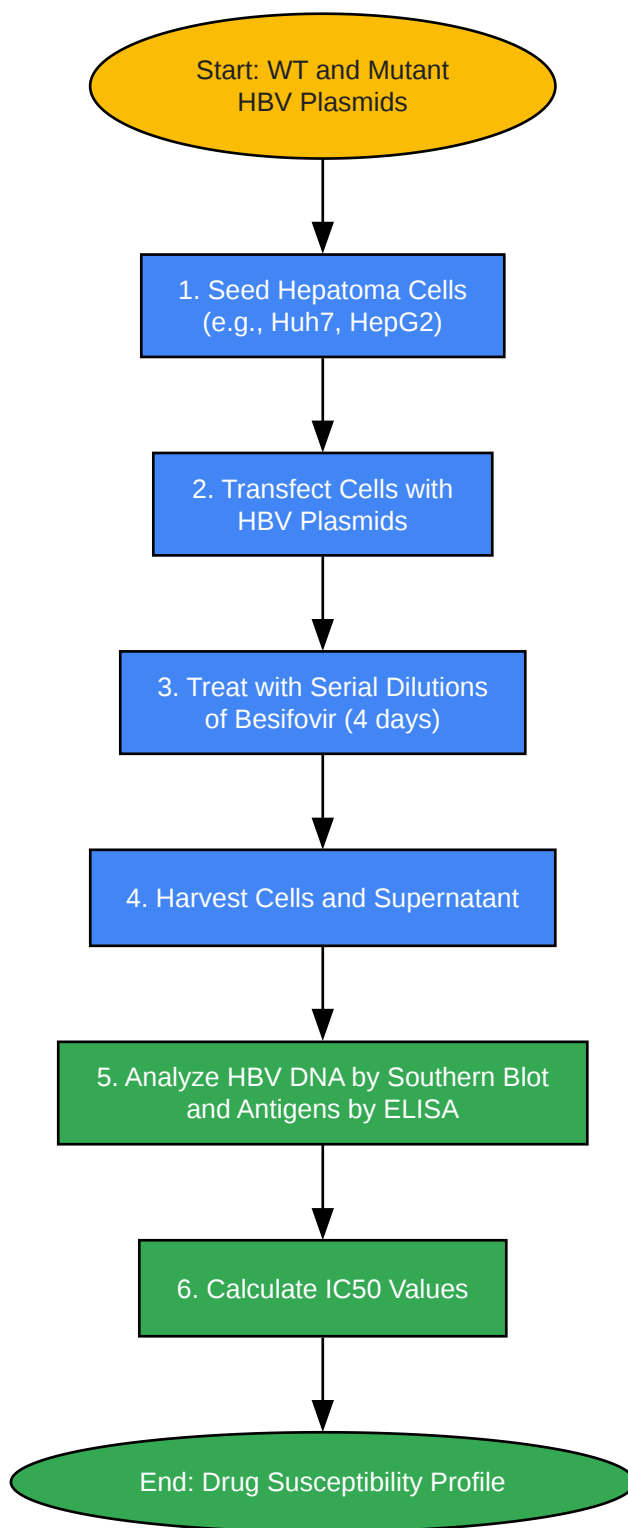 Start: WT and Mutant
HBV Plasmids
1. Seed Hepatoma Cells
(e.g., Huh7, HepG2)
2. Transfect Cells with
HBV Plasmids
3. Treat with Serial Dilutions
of Besifovir (4 days)
4. Harvest Cells and Supernatant
5. Analyze HBV DNA by Southern Blot
and Antigens by ELISA
6. Calculate IC50 Values
End: Drug Susceptibility Profile